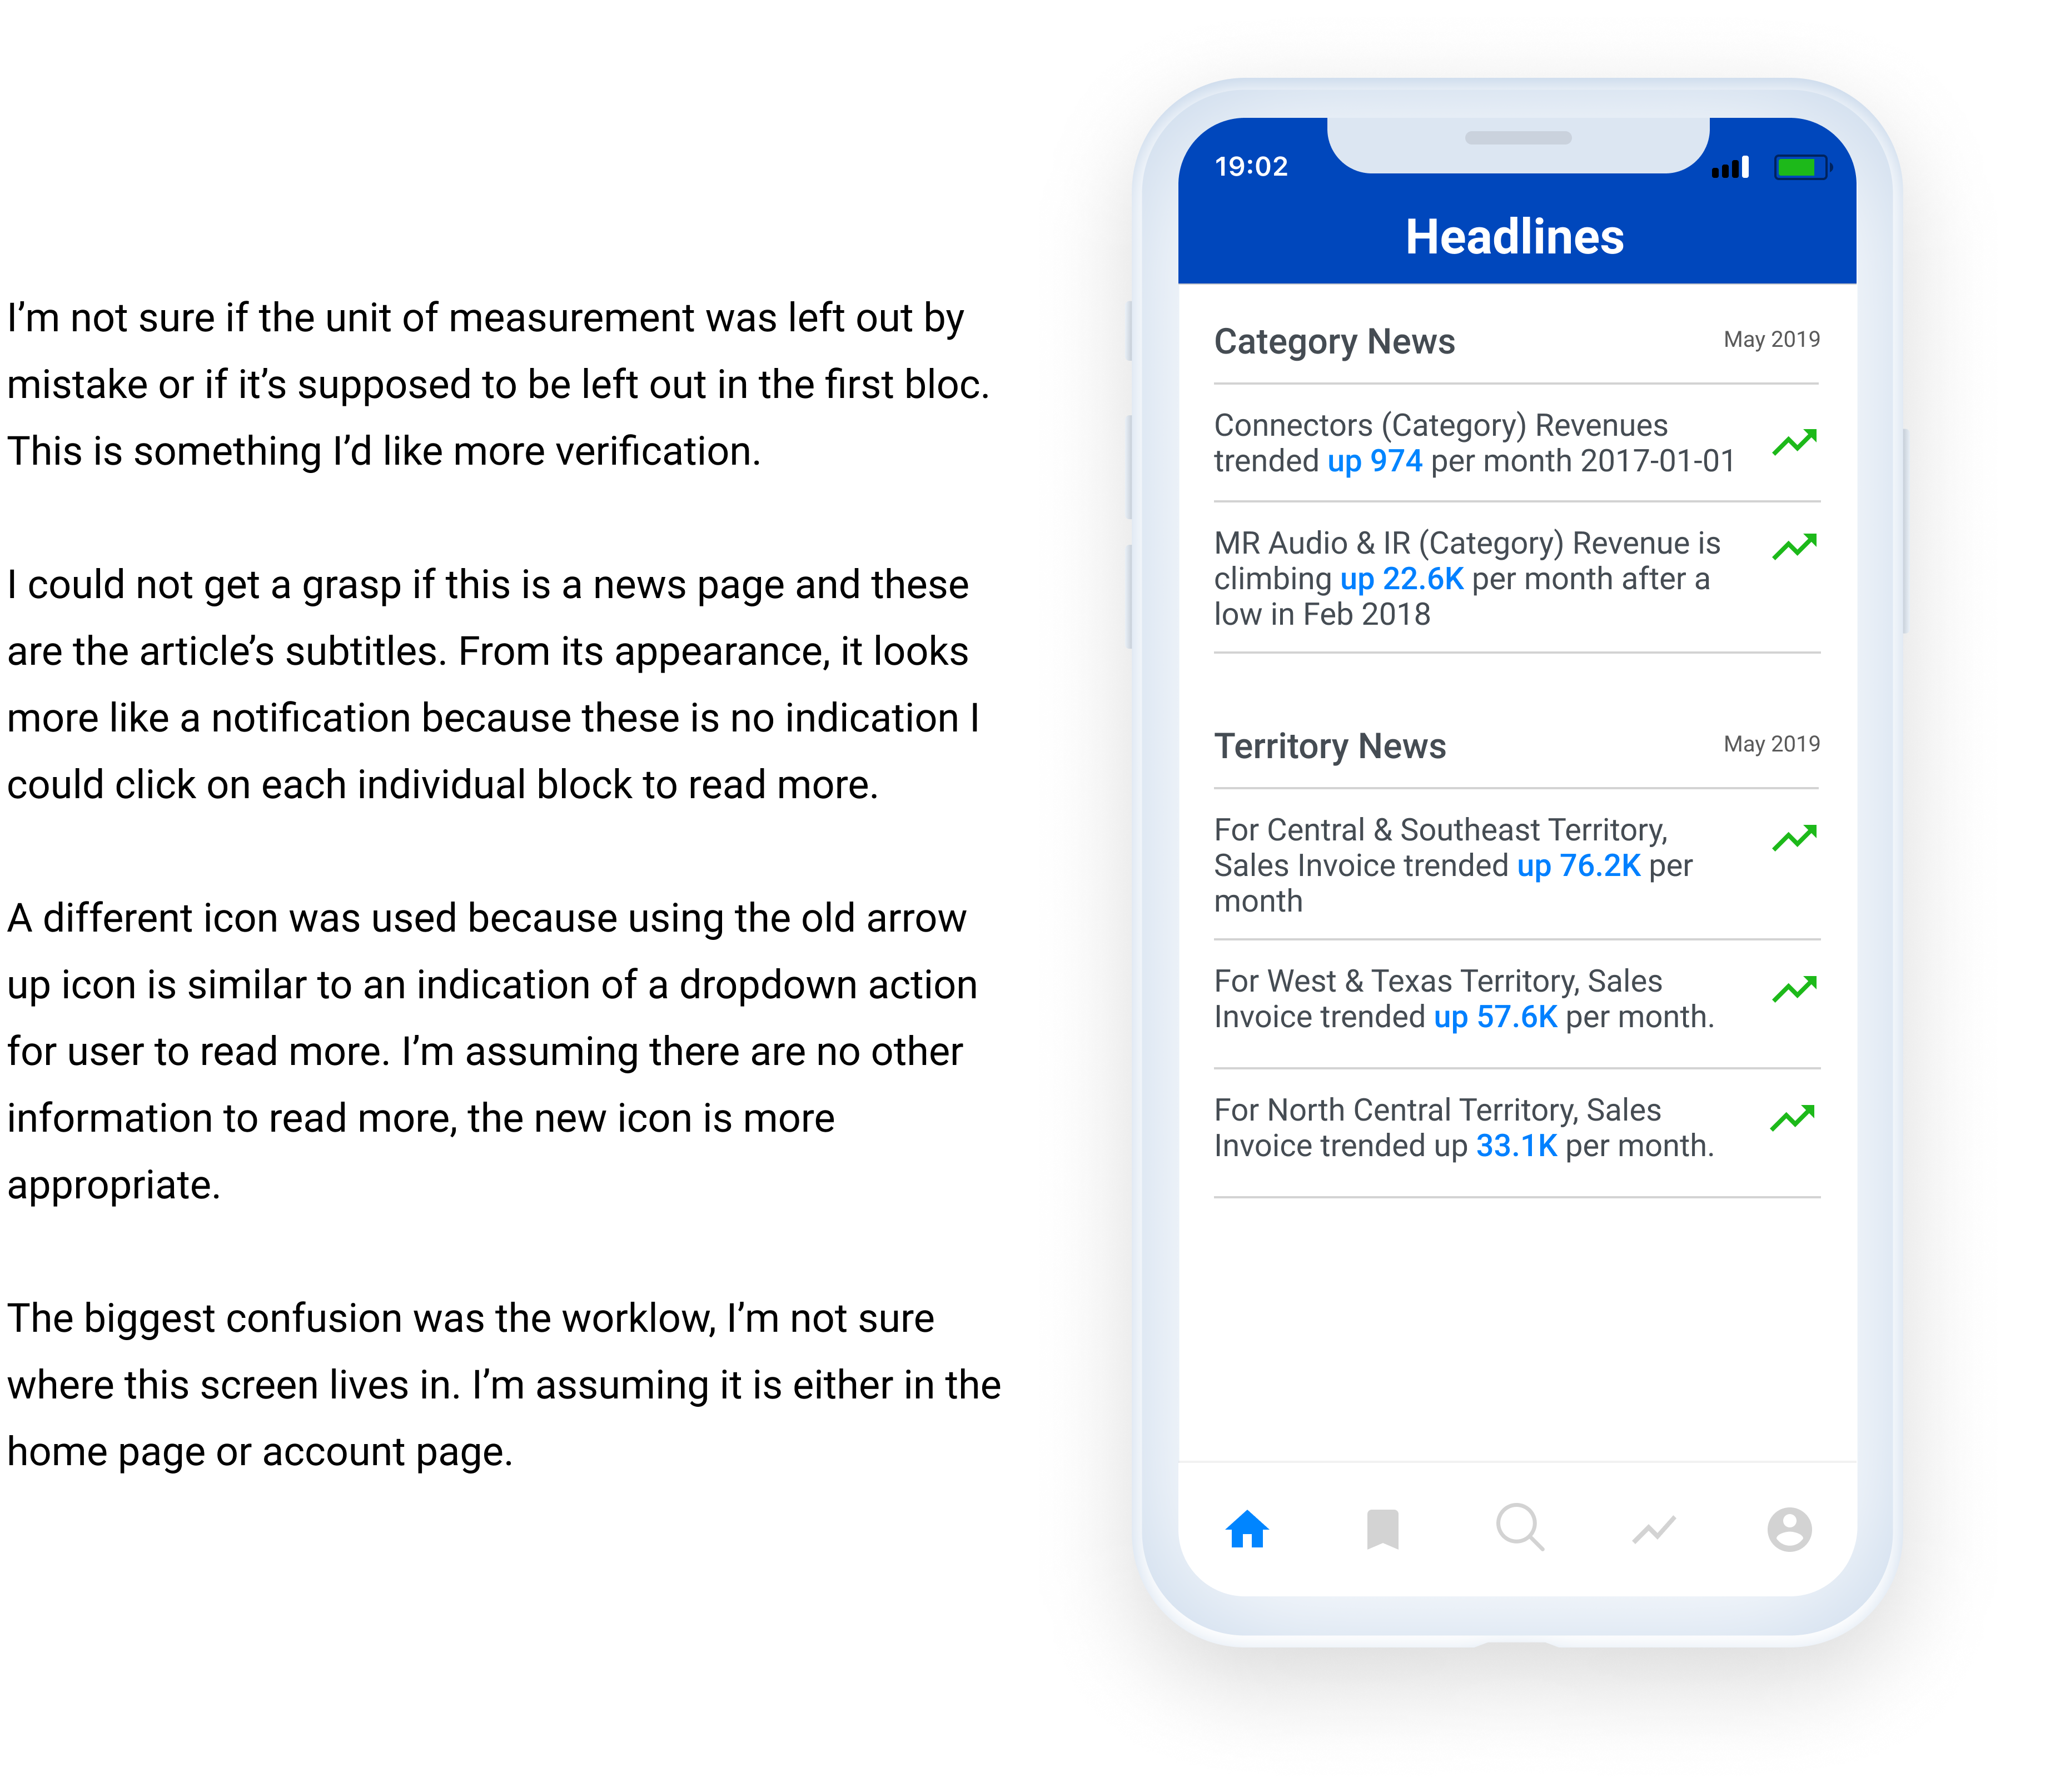 I’m not sure if the unit of measurement was left out by
mistake or if it’s supposed to be left out in the first bloc.
This is something I’d like more verification.
I could not get a grasp if this is a news page and these
are the article’s subtitles. From its appearance, it looks
more like a notification because these is no indication I
could click on each individual block to read more.
A different icon was used because using the old arrow
up icon is similar to an indication of a dropdown action
for user to read more. I’m assuming there are no other
information to read more, the new icon is more
appropriate.
The biggest confusion was the worklow, I’m not sure
where this screen lives in. I’m assuming it is either in the
home page or account page.
19:02
Headlines
Category News May 2019
Connectors (Category) Revenues
trended up 974 per month 2017-01-01
MR Audio & IR (Category) Revenue is
climbing up 22.6K per month after a
low in Feb 2018
Territory News May 2019
For Central & Southeast Territory,
Sales Invoice trended up 76.2K per
month
For West & Texas Territory, Sales
Invoice trended up 57.6K per month.
For North Central Territory, Sales
Invoice trended up 33.1K per month.